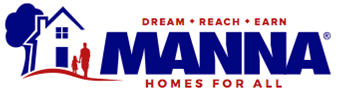 DREAM • REACH • EARN
MANNA®
HOMES FOR ALL